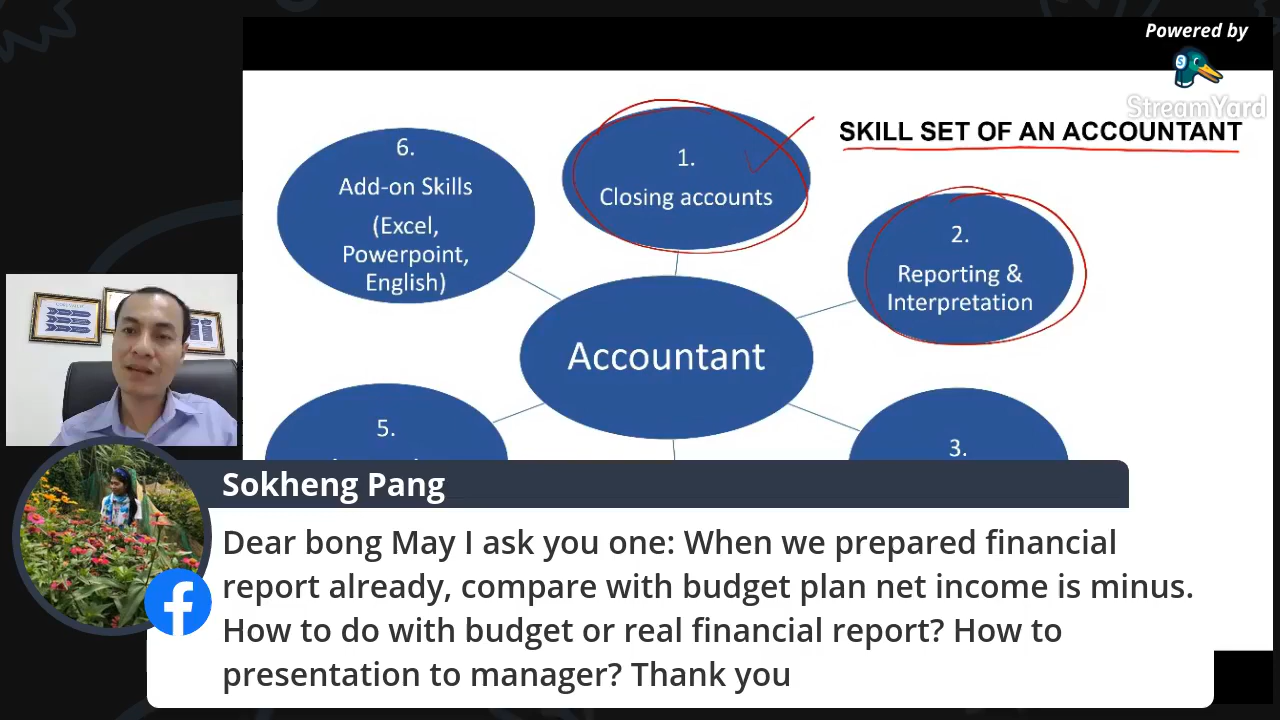 Powered by
StreamYard
SKILL SET OF AN ACCOUNTANT
1.
Closing accounts
6.
Add-on Skills
(Excel,
Powerpoint,
English)
2.
Reporting &
Interpretation
Accountant
5.
3.
Sokheng Pang
Dear bong May I ask you one: When we prepared financial
report already, compare with budget plan net income is minus.
How to do with budget or real financial report? How to
presentation to manager? Thank you